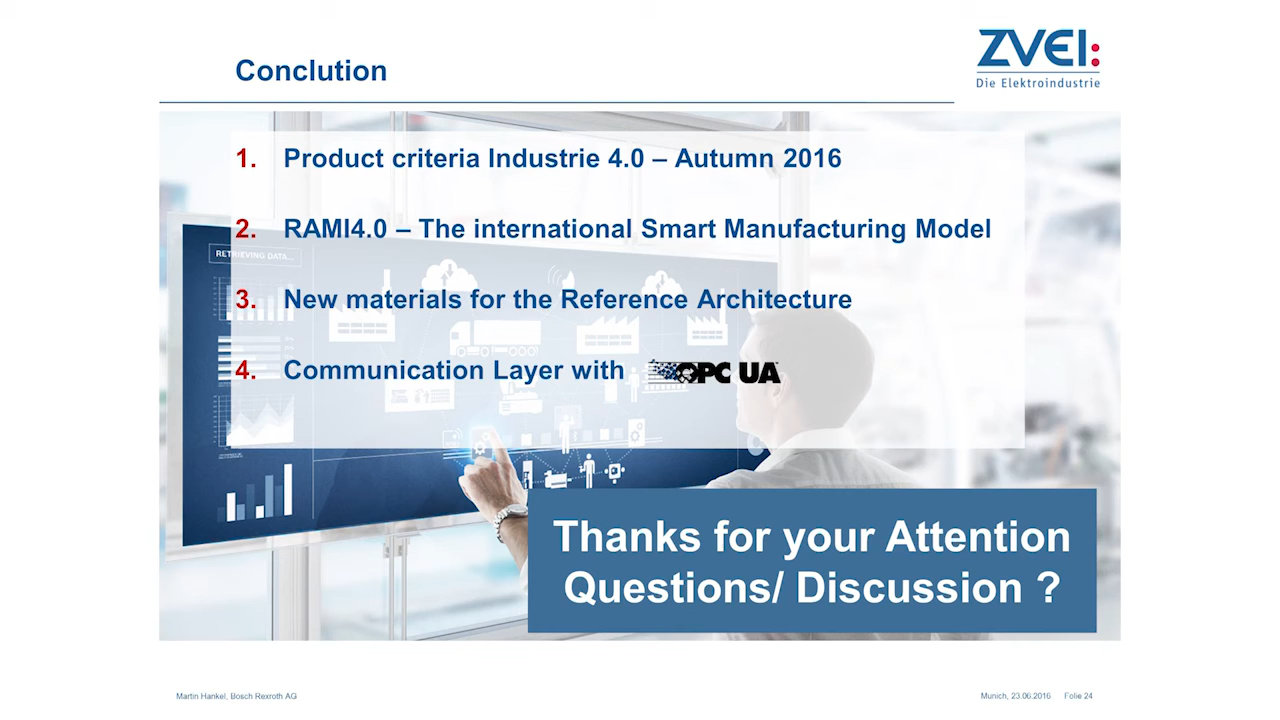 Conclution
ZVEI:
Die Elektroindustrie
1. Product criteria Industrie 4.0 – Autumn 2016
2. RAMI4.0 – The international Smart Manufacturing Model
RETRIEVING DATA...
3. New materials for the Reference Architecture
4. Communication Layer with OPC UA
Thanks for your Attention
Questions/ Discussion ?
Martin Hankel, Bosch Rexroth AG
Munich, 23.06.2016 Folie 24